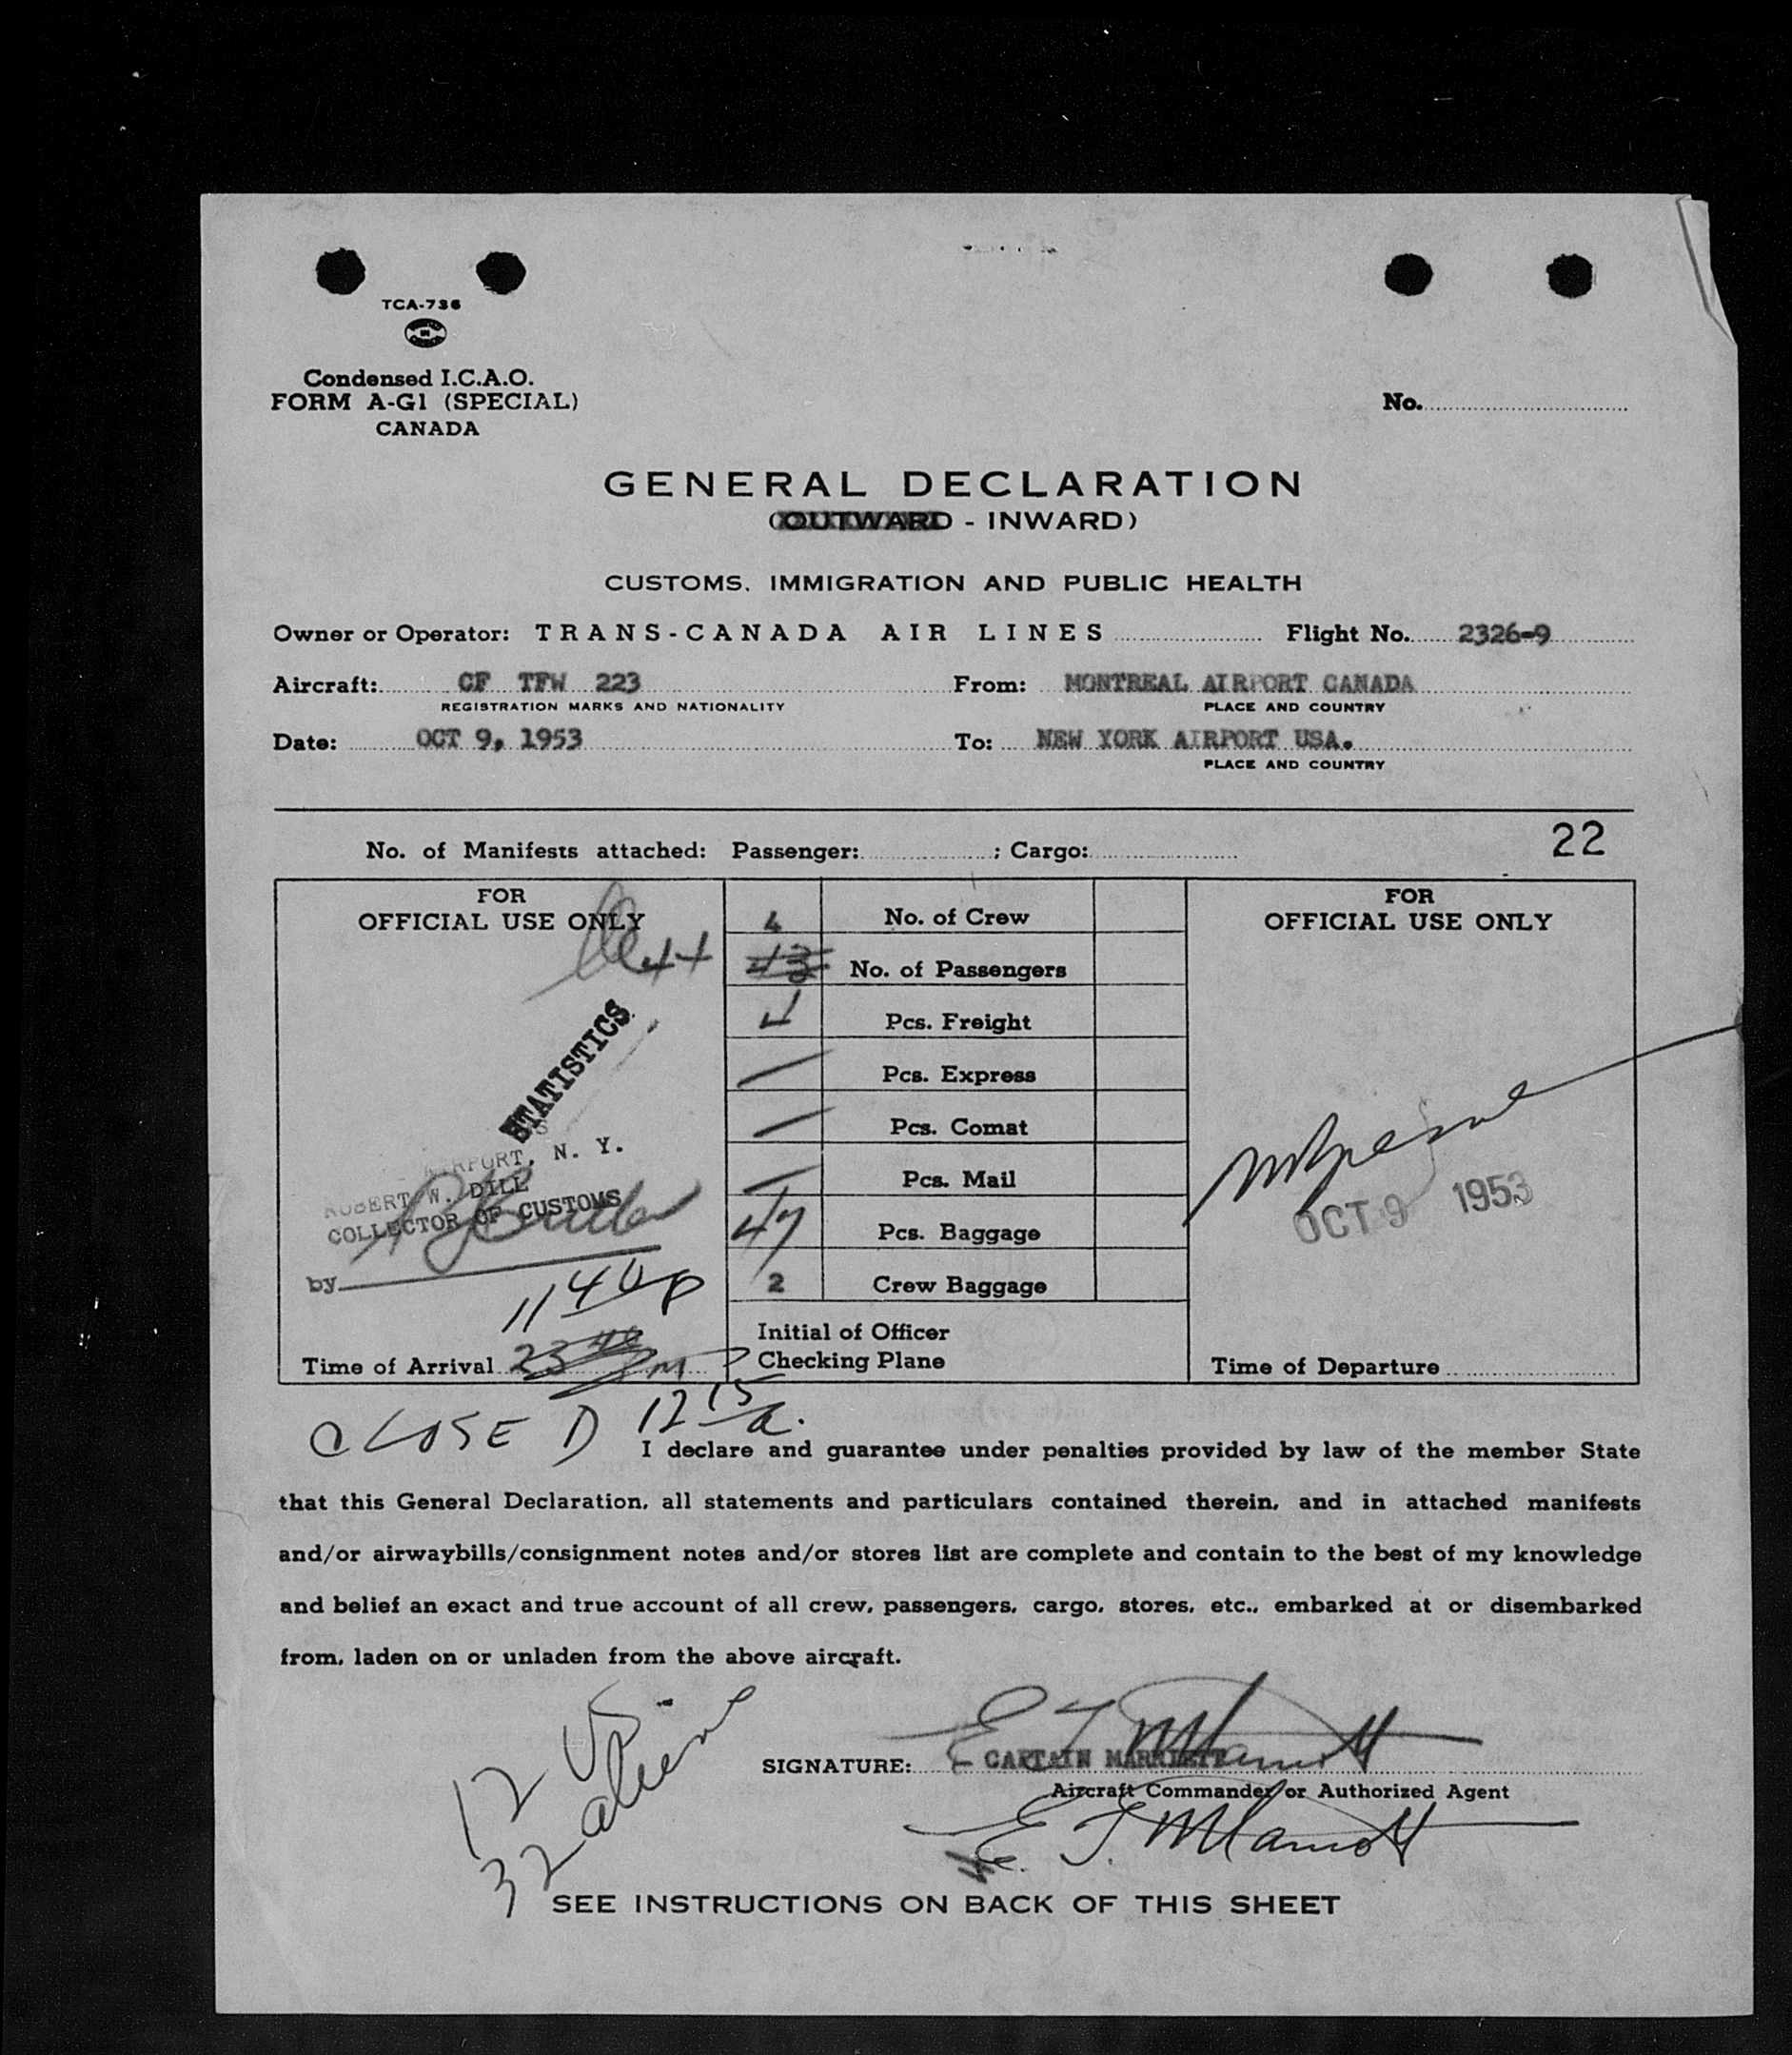 TCA-736
Condensed I.C.A.O.
FORM A-G1 (SPECIAL)
CANADA
No.
GENERAL DECLARATION
(OUTWARD - INWARD)
CUSTOMS, IMMIGRATION AND PUBLIC HEALTH
Owner or Operator: TRANS-CANADA AIR LINES Flight No. 2326-9
Aircraft: CF TFW 223 From: MONTREAL AIRPORT CANADA
REGISTRATION MARKS AND NATIONALITY PLACE AND COUNTRY
Date: OCT 9, 1953 To: NEW YORK AIRPORT USA.
PLACE AND COUNTRY
22
No. of Manifests attached: Passenger: ; Cargo:
FOR
OFFICIAL USE ONLY
STATISTICS
AIRPORT, N. Y.
ROBERT W. DILL
COLLECTOR OF CUSTOMS
by
11 40 p
Time of Arrival 23 m
4 No. of Crew
43 No. of Passengers
Pcs. Freight
Pcs. Express
Pcs. Comat
Pcs. Mail
47 Pcs. Baggage
2 Crew Baggage
Initial of Officer
Checking Plane
FOR
OFFICIAL USE ONLY
OCT 9 1953
Time of Departure
CLOSED 12 15 a.
I declare and guarantee under penalties provided by law of the member State
that this General Declaration, all statements and particulars contained therein, and in attached manifests
and/or airwaybills/consignment notes and/or stores list are complete and contain to the best of my knowledge
and belief an exact and true account of all crew, passengers, cargo, stores, etc., embarked at or disembarked
from, laden on or unladen from the above aircraft.
12 US
32 aliens
SIGNATURE: CAPTAIN MARRIETT
Aircraft Commander or Authorized Agent
SEE INSTRUCTIONS ON BACK OF THIS SHEET